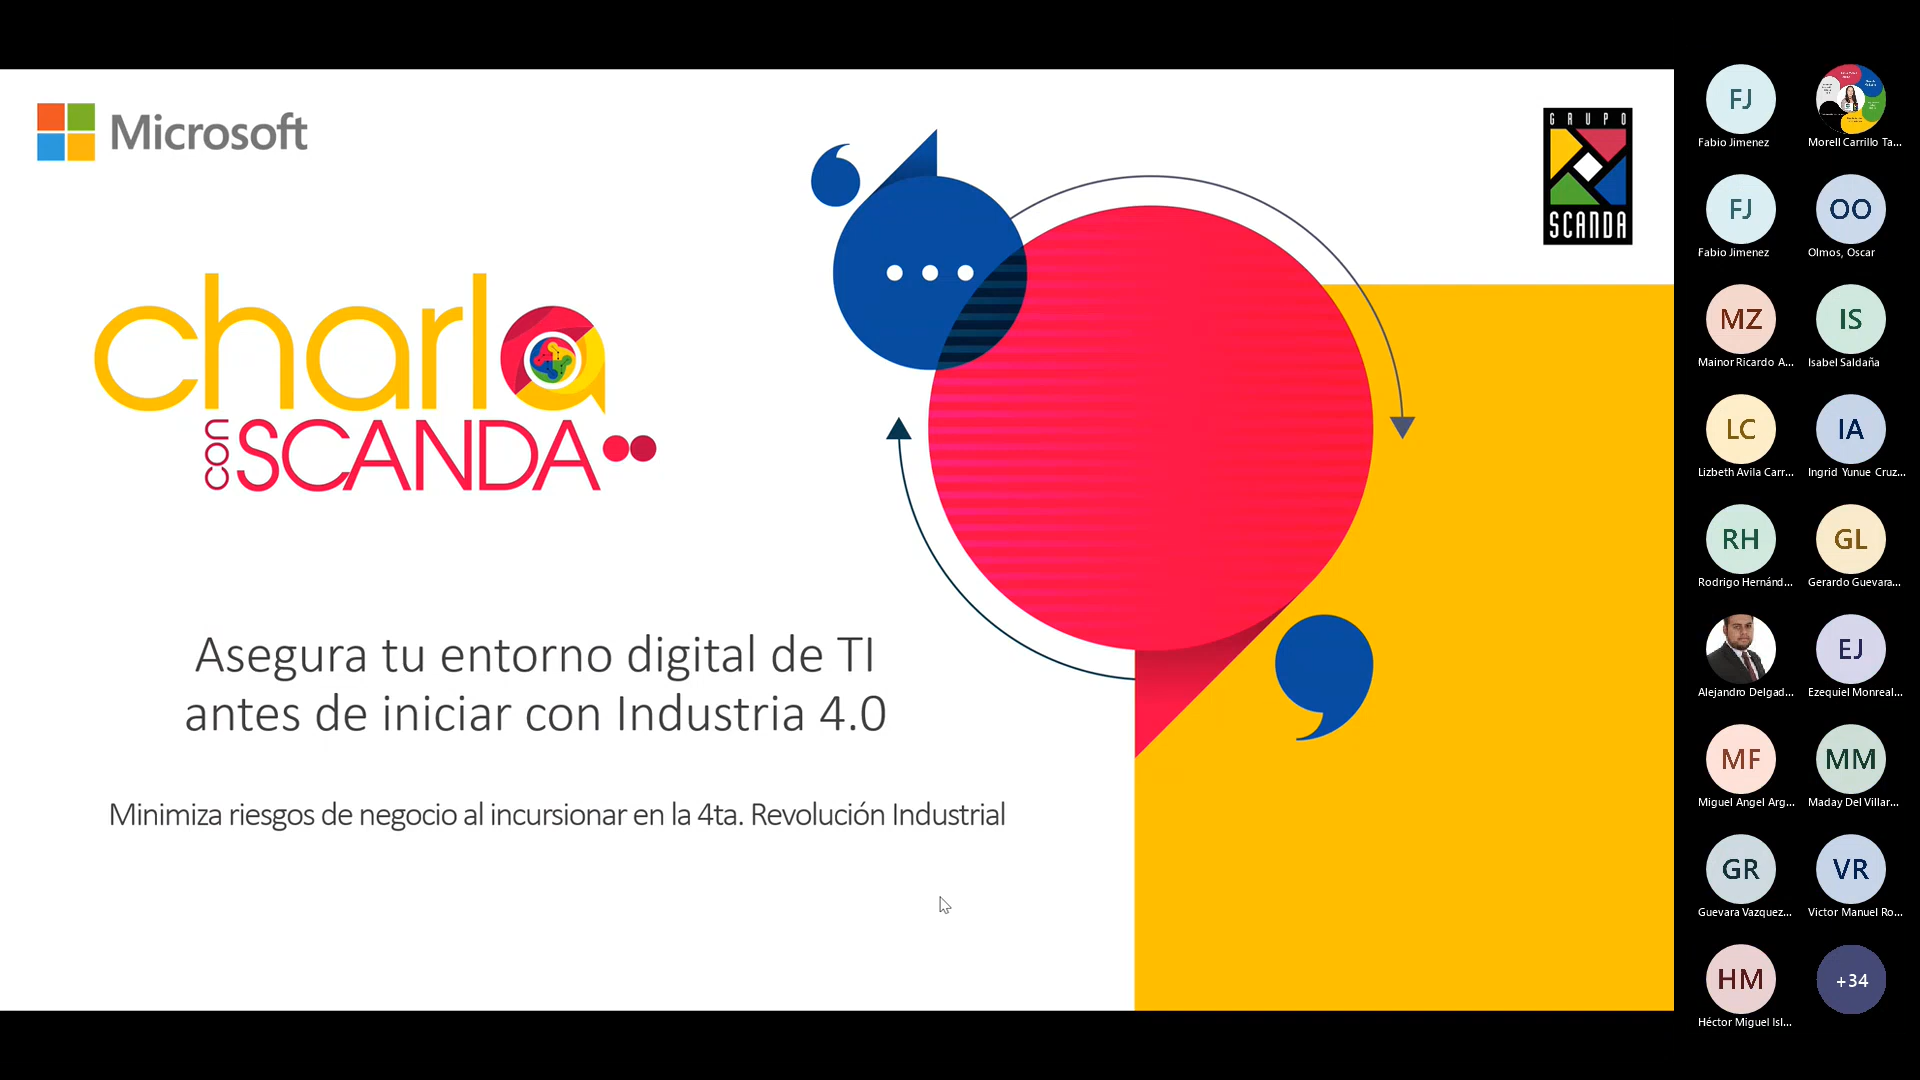 Microsoft
GRUPO
SCANDA
charla
con SCANDA
Asegura tu entorno digital de TI
antes de iniciar con Industria 4.0
Minimiza riesgos de negocio al incursionar en la 4ta. Revolución Industrial
FJ
Fabio Jimenez
Morell Carrillo Ta...
FJ
Fabio Jimenez
OO
Olmos, Oscar
MZ
Mainor Ricardo A...
IS
Isabel Saldaña
LC
Lizbeth Avila Carr...
IA
Ingrid Yunue Cruz...
RH
Rodrigo Hernánd...
GL
Gerardo Guevara...
Alejandro Delgad...
EJ
Ezequiel Monreal...
MF
Miguel Angel Arg...
MM
Maday Del Villar...
GR
Guevara Vazquez...
VR
Victor Manuel Ro...
HM
Héctor Miguel Isl...
+34